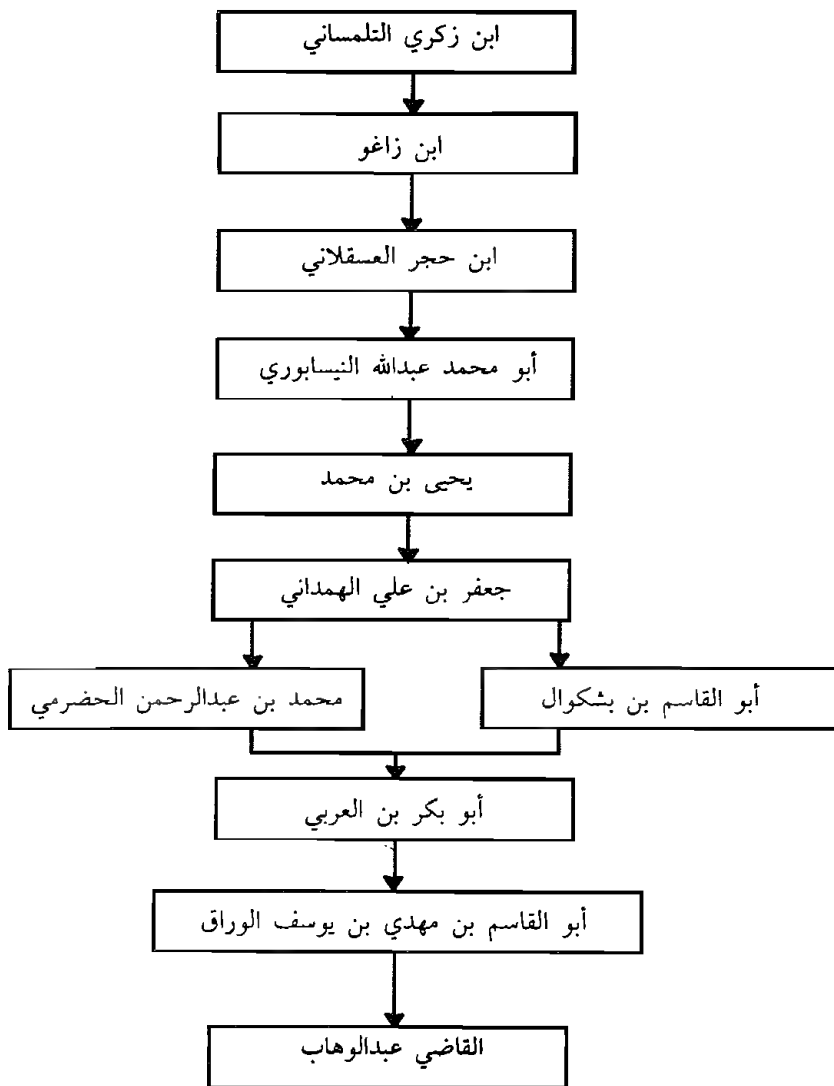 ابن زكري التلمساني
ابن زاغو
ابن حجر العسقلاني
أبو محمد عبدالله النيسابوري
يحيى بن محمد
جعفر بن علي الهمداني
أبو القاسم بن بشكوال
محمد بن عبدالرحمن الحضرمي
أبو بكر بن العربي
أبو القاسم بن مهدي بن يوسف الوراق
القاضي عبدالوهاب